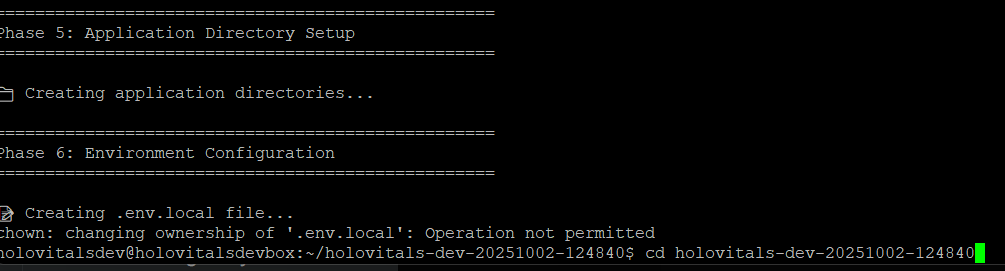 ====================================================
Phase 5: Application Directory Setup
====================================================
Creating application directories...
====================================================
Phase 6: Environment Configuration
====================================================
Creating .env.local file...
chown: changing ownership of '.env.local': Operation not permitted
holovitalsdev@holovitalsdevbox:~/holovitals-dev-20251002-124840$ cd holovitals-dev-20251002-124840